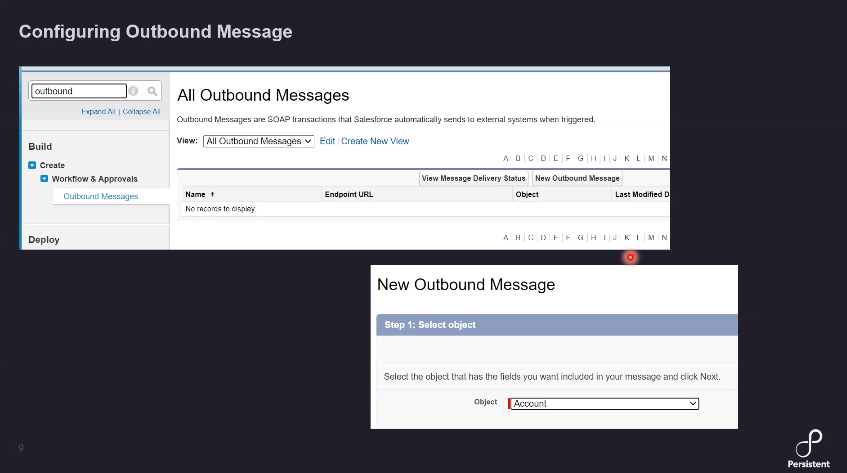 Configuring Outbound Message
outbound
Expand All | Collapse All
Build
Create
Workflow & Approvals
Outbound Messages
Deploy
All Outbound Messages
Outbound Messages are SOAP transactions that Salesforce automatically sends to external systems when triggered.
View: All Outbound Messages Edit | Create New View
A | B | C | D | E | F | G | H | I | J | K | L | M | N
View Message Delivery Status New Outbound Message
Name ↑ Endpoint URL Object Last Modified D
No records to display.
A | B | C | D | E | F | G | H | I | J | K | L | M | N
New Outbound Message
Step 1: Select object
Select the object that has the fields you want included in your message and click Next.
Object Account
9
Persistent